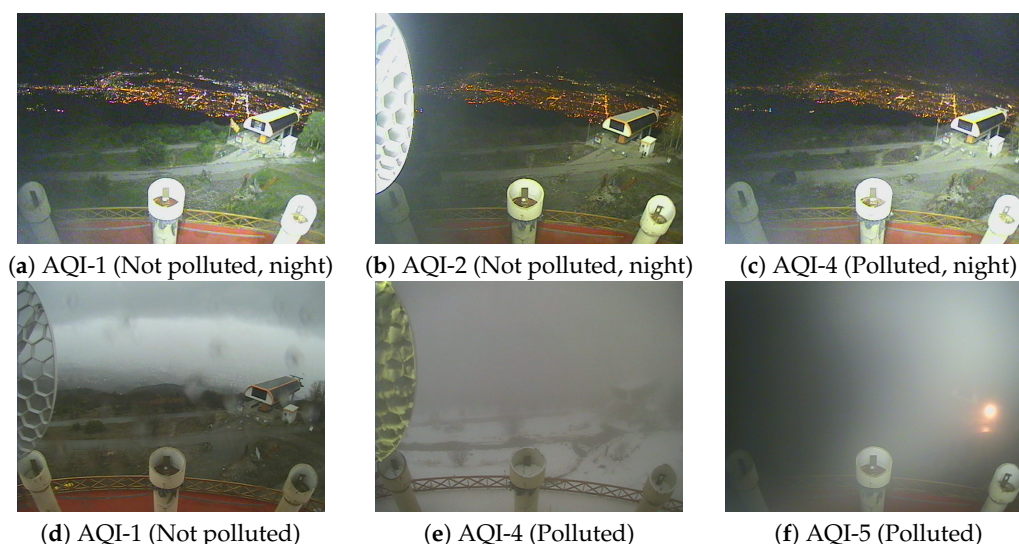 (a) AQI-1 (Not polluted, night)
(b) AQI-2 (Not polluted, night)
(c) AQI-4 (Polluted, night)
(d) AQI-1 (Not polluted)
(e) AQI-4 (Polluted)
(f) AQI-5 (Polluted)